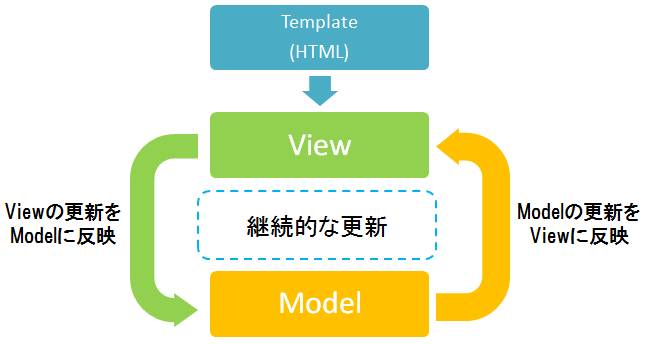 Template
(HTML)
View
Viewの更新を
Modelに反映
継続的な更新
Modelの更新を
Viewに反映
Model